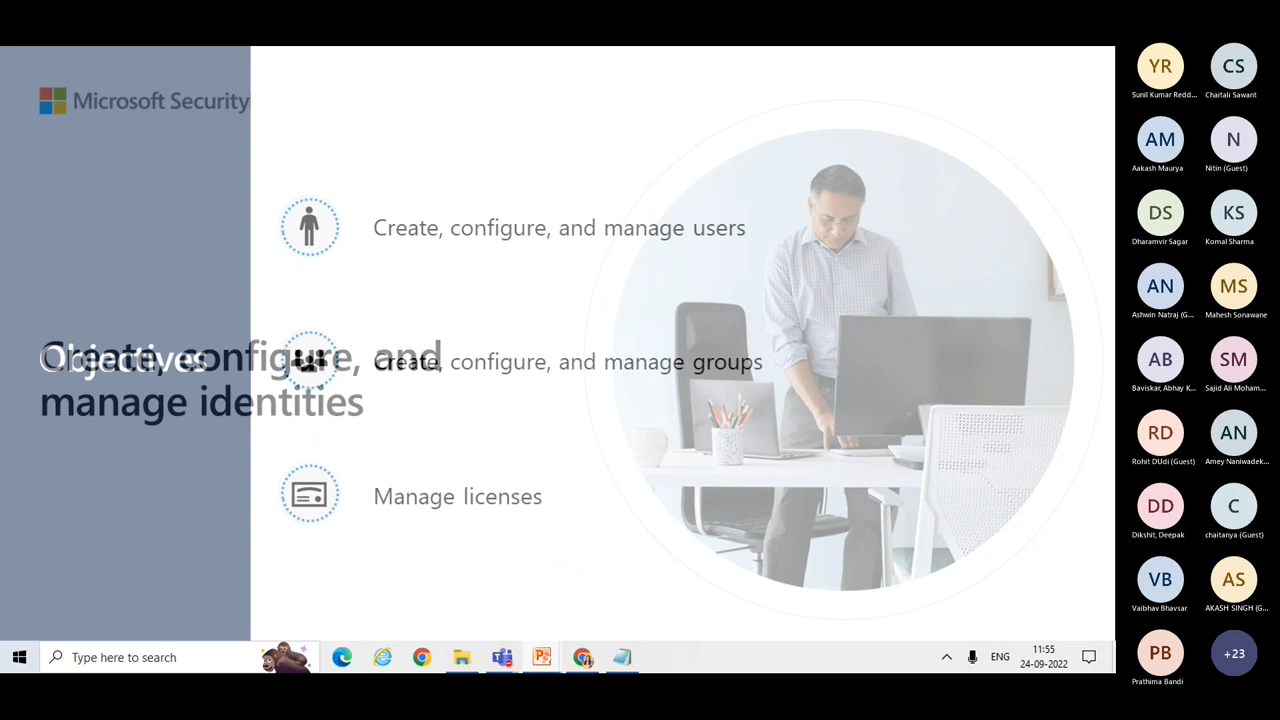 Microsoft Security
Create, configure, and manage users
Objectives
Create, configure, and
manage identities
Create, configure, and manage groups
Manage licenses
Type here to search
ENG
11:55
24-09-2022
YR
Sunil Kumar Redd...
CS
Chaitali Sawant
AM
Aakash Maurya
N
Nitin (Guest)
DS
Dharamvir Sagar
KS
Komal Sharma
AN
Ashwin Natraj (G...
MS
Mahesh Sonawane
AB
Baviskar, Abhay K...
SM
Sajid Ali Moham...
RD
Rohit DUdi (Guest)
AN
Amey Naniwadek...
DD
Dikshit, Deepak
C
chaitanya (Guest)
VB
Vaibhav Bhavsar
AS
AKASH SINGH (G...
PB
Prathima Bandi
+23